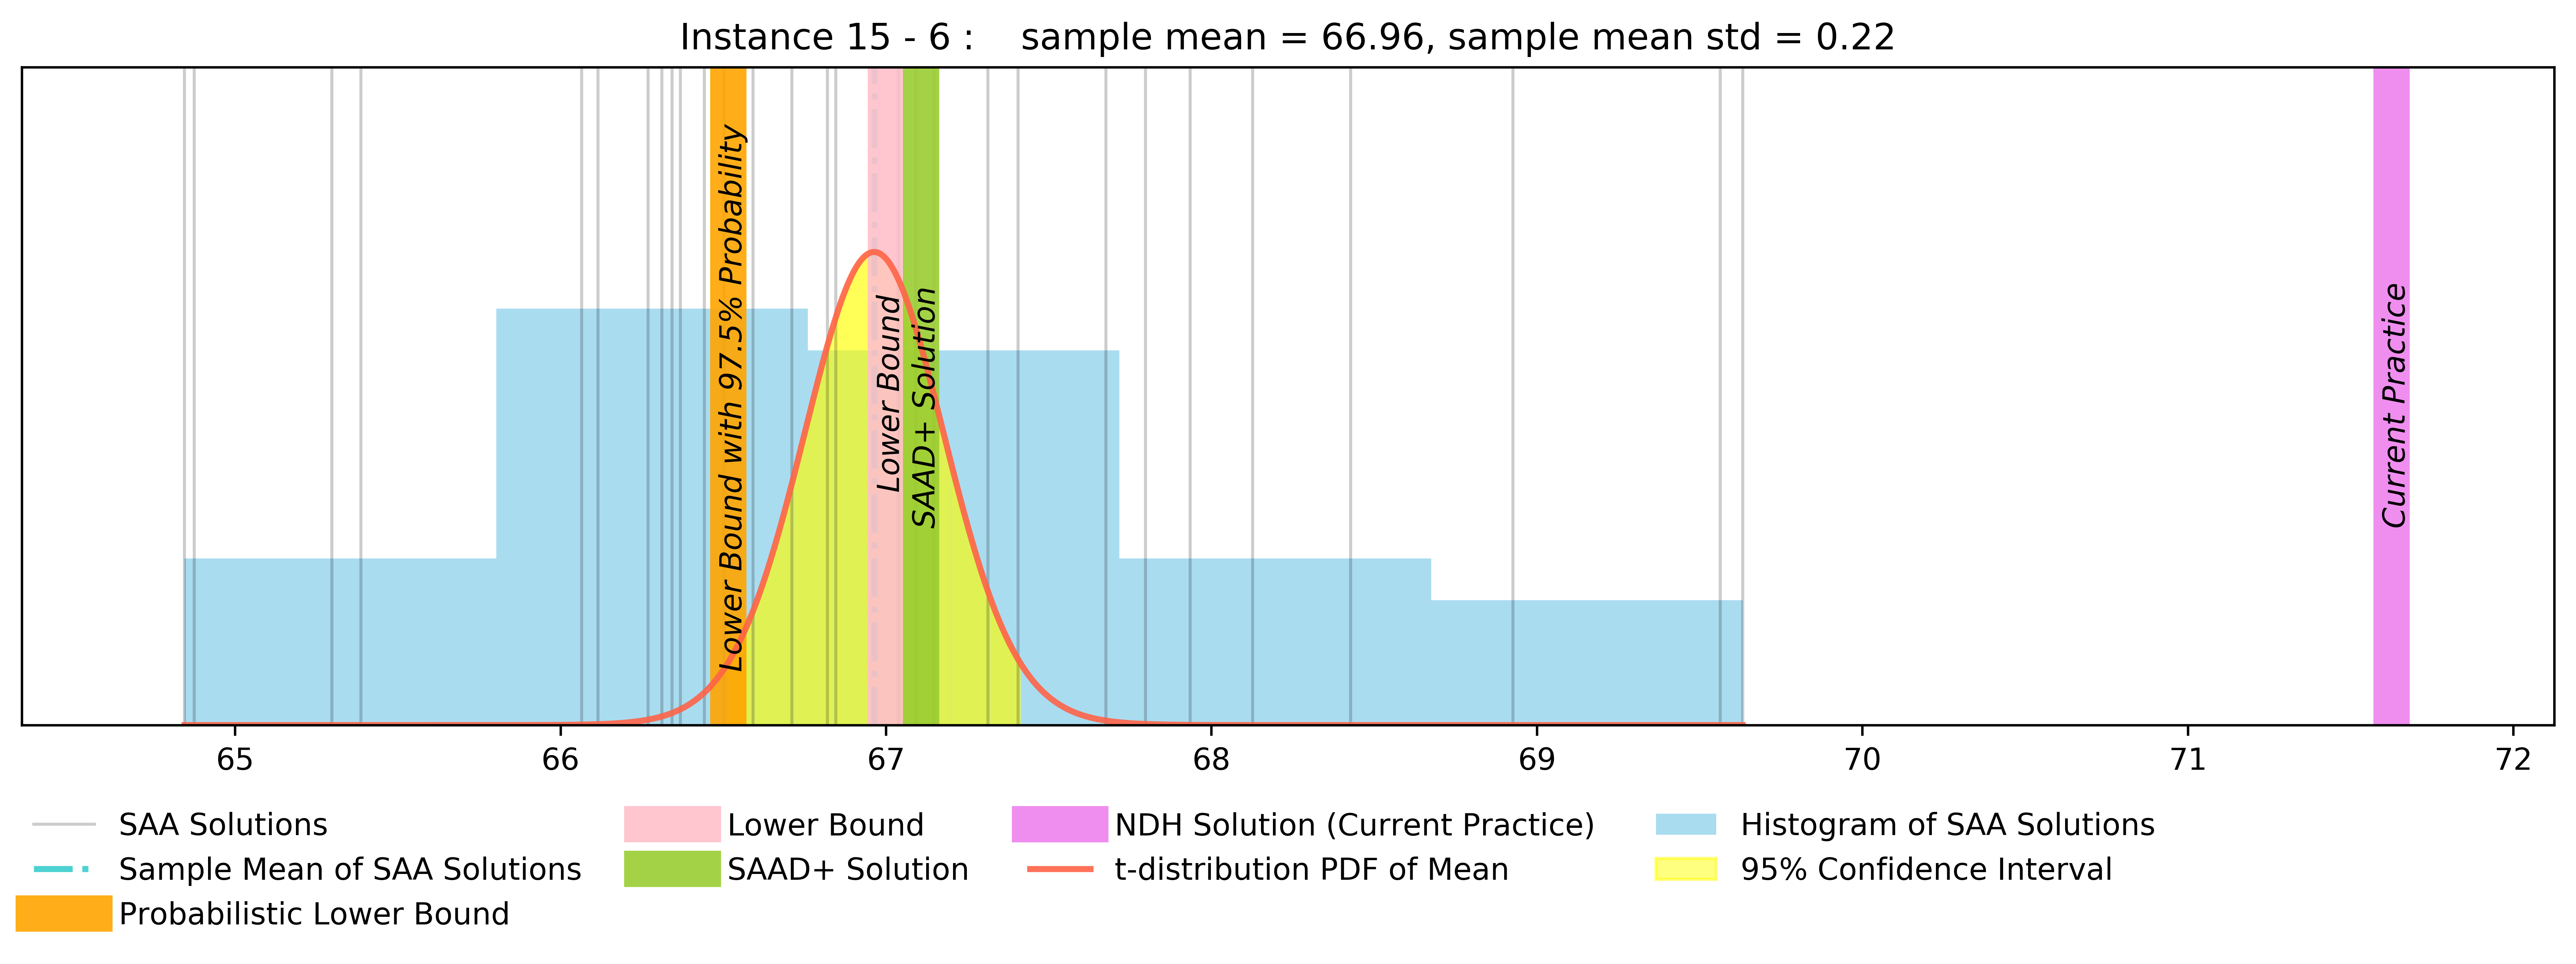 Instance 15 - 6 :    sample mean = 66.96, sample mean std = 0.22
Lower Bound with 97.5% Probability
Lower Bound
SAAD+ Solution
Current Practice
65 66 67 68 69 70 71 72
SAA Solutions
Sample Mean of SAA Solutions
Probabilistic Lower Bound
Lower Bound
SAAD+ Solution
NDH Solution (Current Practice)
t-distribution PDF of Mean
Histogram of SAA Solutions
95% Confidence Interval